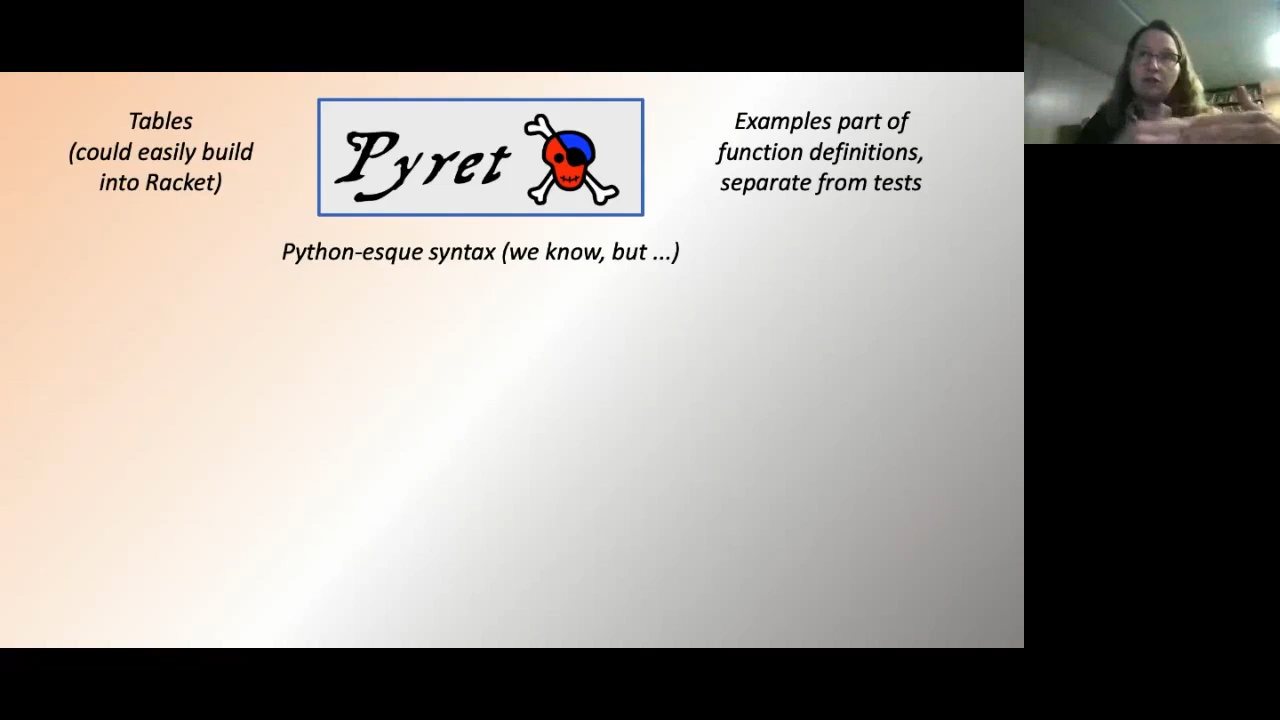 Tables
(could easily build
into Racket)
Pyret
Examples part of
function definitions,
separate from tests
Python-esque syntax (we know, but ...)